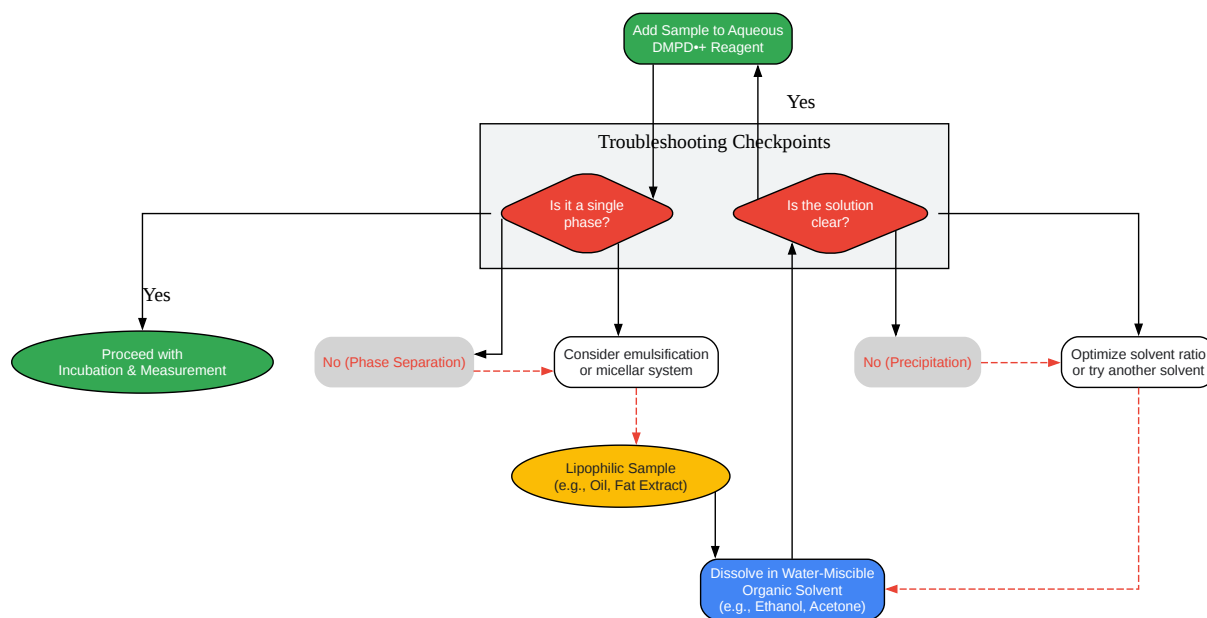 Add Sample to Aqueous
DMPD•+ Reagent
Yes
Troubleshooting Checkpoints
Is it a single
phase?
Is the solution
clear?
Yes
Proceed with
Incubation & Measurement
No (Phase Separation)
Consider emulsification
or micellar system
No (Precipitation)
Optimize solvent ratio
or try another solvent
Lipophilic Sample
(e.g., Oil, Fat Extract)
Dissolve in Water-Miscible
Organic Solvent
(e.g., Ethanol, Acetone)